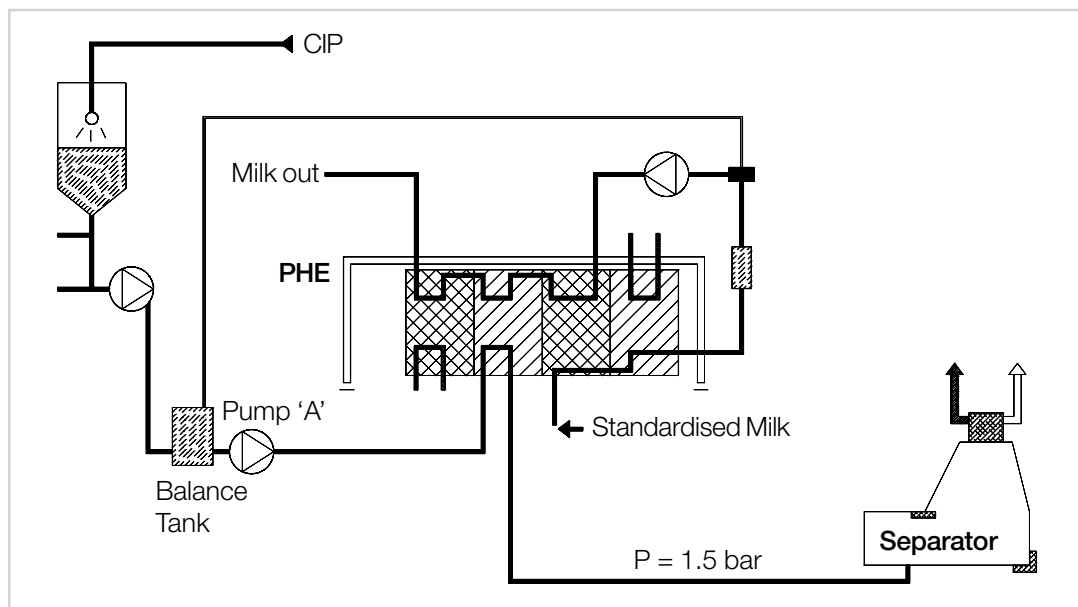 CIP
Milk out
PHE
Pump ‘A’
Standardised Milk
Balance
Tank
Separator
P = 1.5 bar